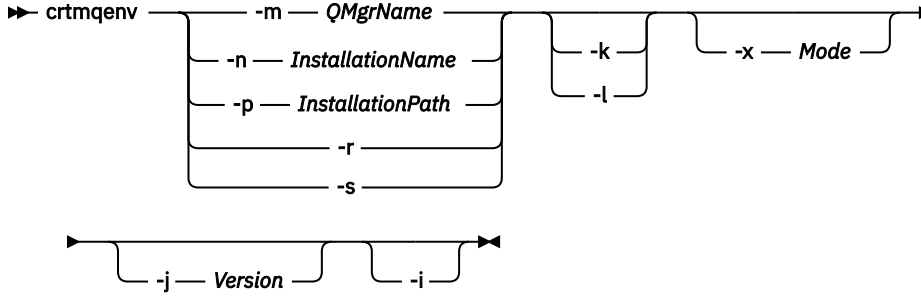 crtmqenv -m QMgrName
-n InstallationName
-p InstallationPath
-r
-s
-k
-l
-x Mode
-j Version -i